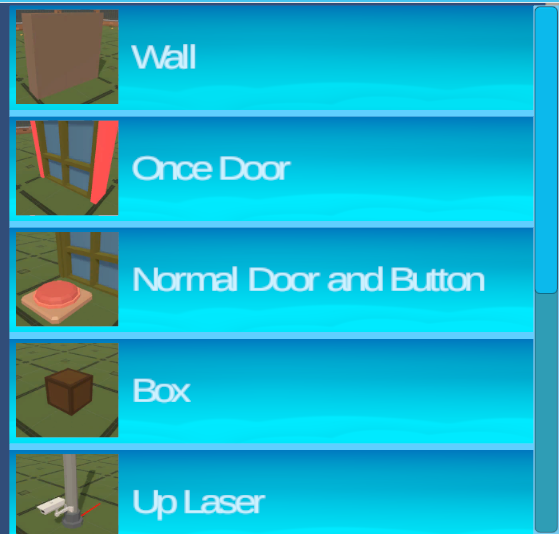 Wall
Once Door
Normal Door and Button
Box
Up Laser